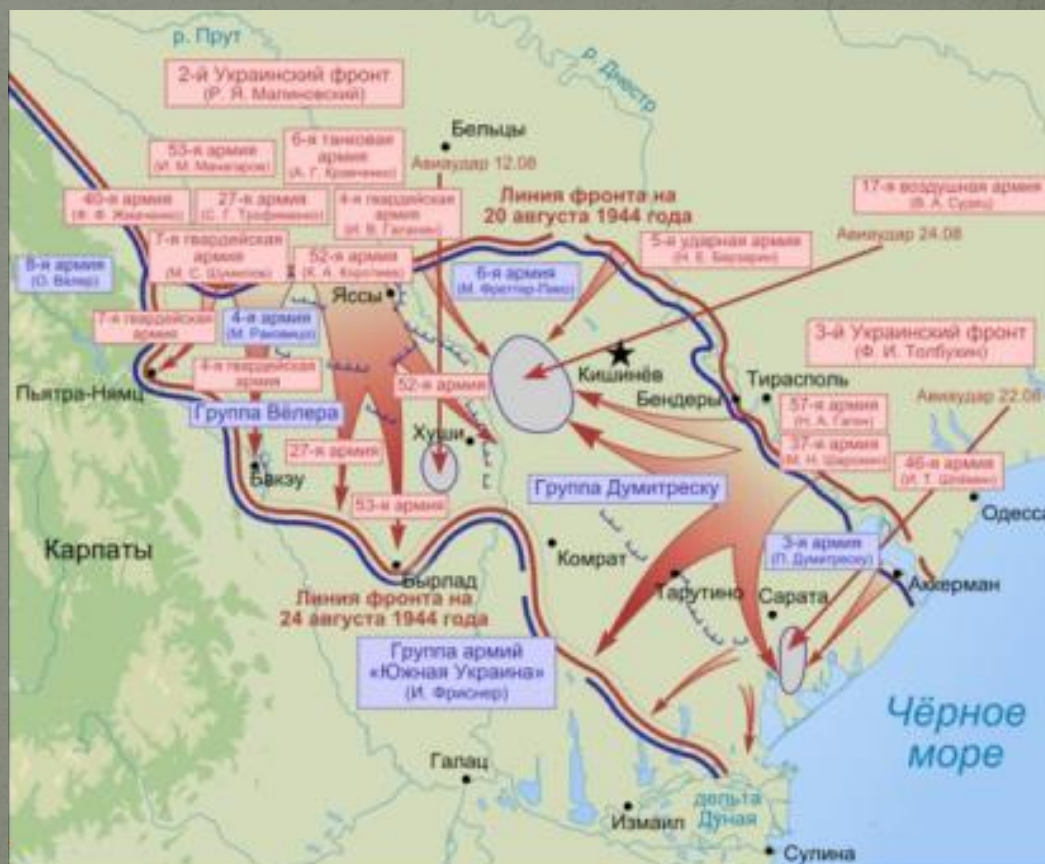 р. Прут
2-й Украинский фронт
(Р. Я. Малиновский)
р. Днестр
Бельцы
Авиаудар 12.08
53-я армия
(И. М. Манагаров)
6-я танковая
армия
(А. Г. Кравченко)
40-я армия
(Ф. Ф. Жмаченко)
27-я армия
(С. Г. Трофименко)
4-я гвардейская
армия
(И. В. Галанин)
Линия фронта на
20 августа 1944 года
17-я воздушная армия
(В. А. Судец)
Авиаудар 24.08
7-я гвардейская
армия
(М. С. Шумилов)
52-я армия
(К. А. Коротеев)
5-я ударная армия
(Н. Е. Берзарин)
8-я армия
(О. Вёлер)
6-я армия
(М. Фреттер-Пико)
Яссы
7-я гвардейская
армия
4-я армия
(М. Раковица)
3-й Украинский фронт
(Ф. И. Толбухин)
4-я гвардейская
армия
Пьятра-Нямц
52-я армия
Кишинёв
Тирасполь
Бендеры
Авиаудар 22.08
Группа Вёлера
57-я армия
(Н. А. Гаген)
Хуши
37-я армия
(М. Н. Шарохин)
27-я армия
46-я армия
(И. Т. Шлёмин)
Бакэу
Группа Думитреску
53-я армия
Одесса
Карпаты
Комрат
3-я армия
(П. Думитреску)
Бырлад
Тарутино
Аккерман
Линия фронта на
24 августа 1944 года
Сарата
Группа армий
«Южная Украина»
(И. Фриснер)
Чёрное
море
Галац
дельта
Дуная
Измаил
Сулина